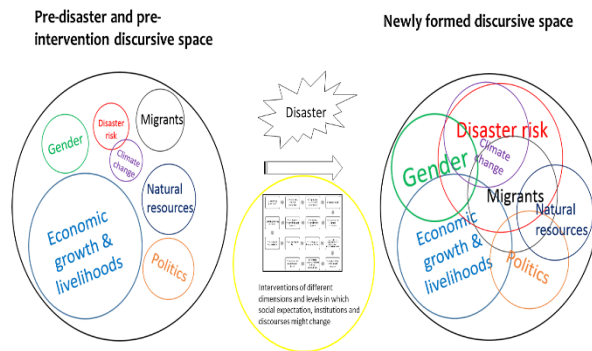 Pre-disaster and pre-
intervention discursive space
Gender
Disaster
risk
Climate
change
Migrants
Natural
resources
Economic
growth &
livelihoods
Politics
Disaster
Interventions of different
dimensions and levels in which
social expectation, institutions and
discourses might change
Newly formed discursive space
Disaster risk
Climate
change
Gender
Migrants
Natural
resources
Economic
growth &
livelihoods
Politics